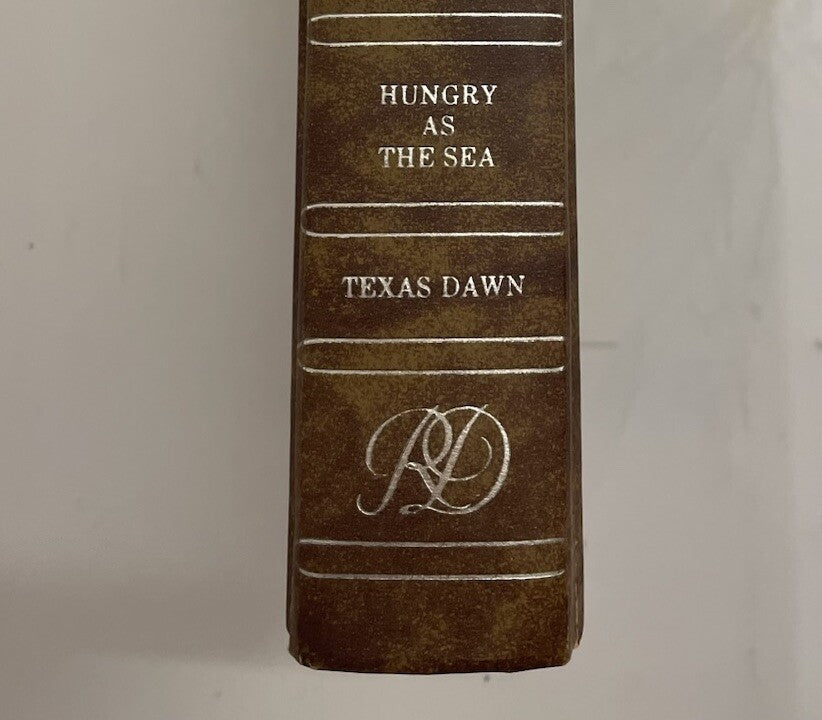 HUNGRY
AS
THE SEA
TEXAS DAWN
RD